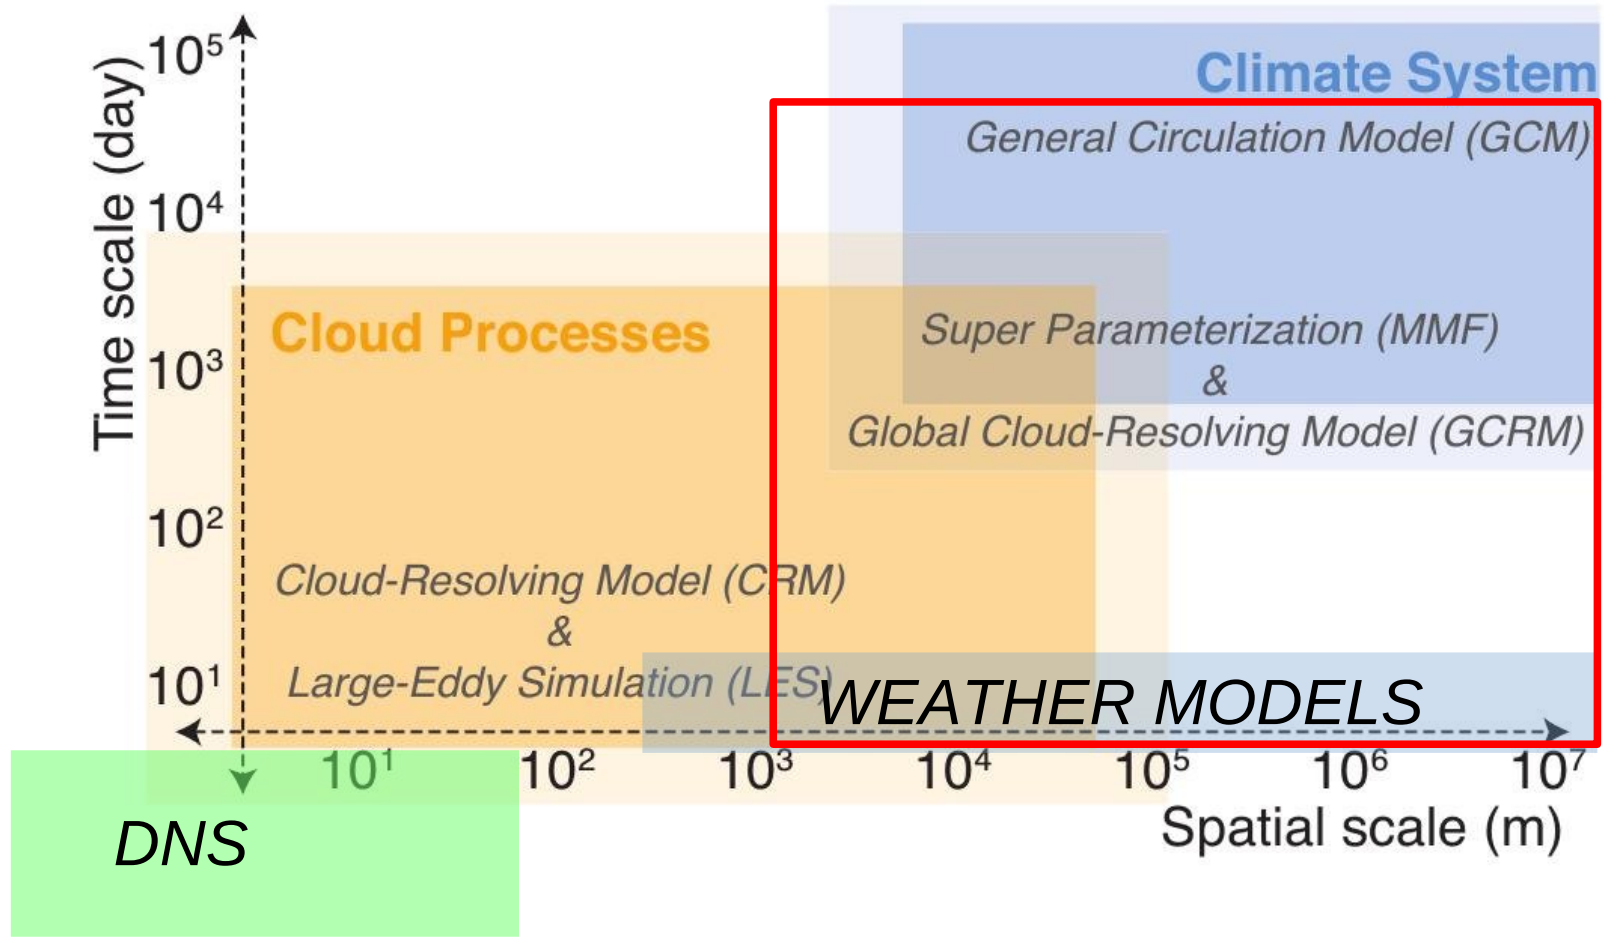 Time scale (day)
10⁵
10⁴
10³
10²
10¹
Climate System
General Circulation Model (GCM)
Super Parameterization (MMF)
&
Global Cloud-Resolving Model (GCRM)
Cloud Processes
Cloud-Resolving Model (CRM)
&
Large-Eddy Simulation (LES)
WEATHER MODELS
10¹ 10² 10³ 10⁴ 10⁵ 10⁶ 10⁷
Spatial scale (m)
DNS